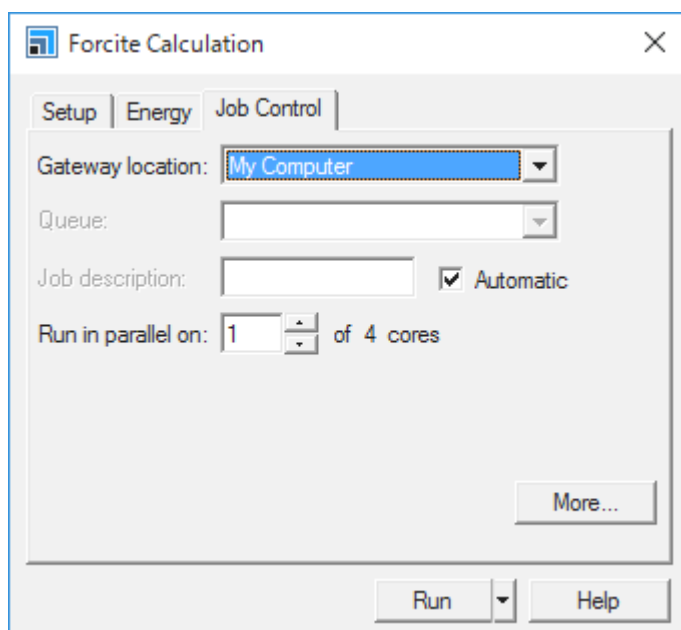 Forcite Calculation
Setup Energy Job Control
Gateway location: My Computer
Queue:
Job description: Automatic
Run in parallel on: 1 of 4 cores
More...
Run Help